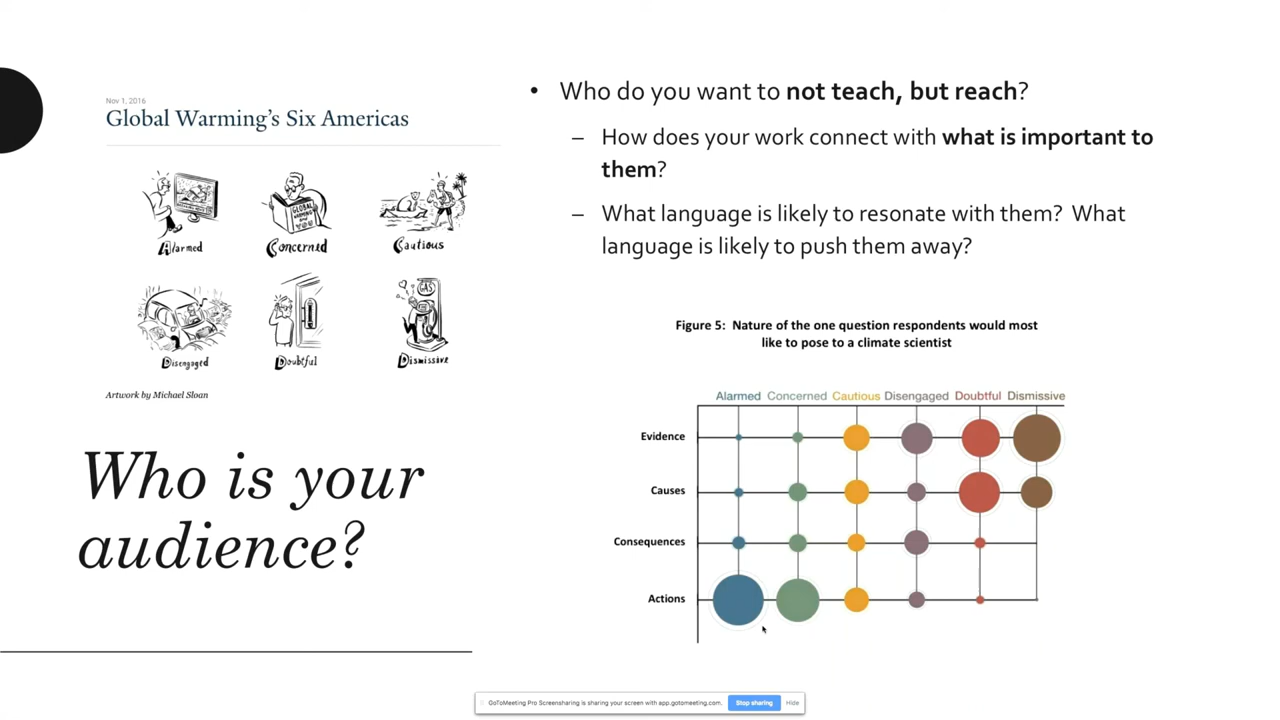 Nov 1, 2016
Global Warming's Six Americas
Alarmed
Concerned
GLOBAL WARMING AND YOU
Cautious
Disengaged
Doubtful
GAS
Dismissive
Artwork by Michael Sloan
Who is your
audience?
• Who do you want to not teach, but reach?
– How does your work connect with what is important to
them?
– What language is likely to resonate with them? What
language is likely to push them away?
Figure 5: Nature of the one question respondents would most
like to pose to a climate scientist
Alarmed Concerned Cautious Disengaged Doubtful Dismissive
Evidence
Causes
Consequences
Actions
GoToMeeting Pro Screensharing is sharing your screen with app.gotomeeting.com. Stop sharing Hide